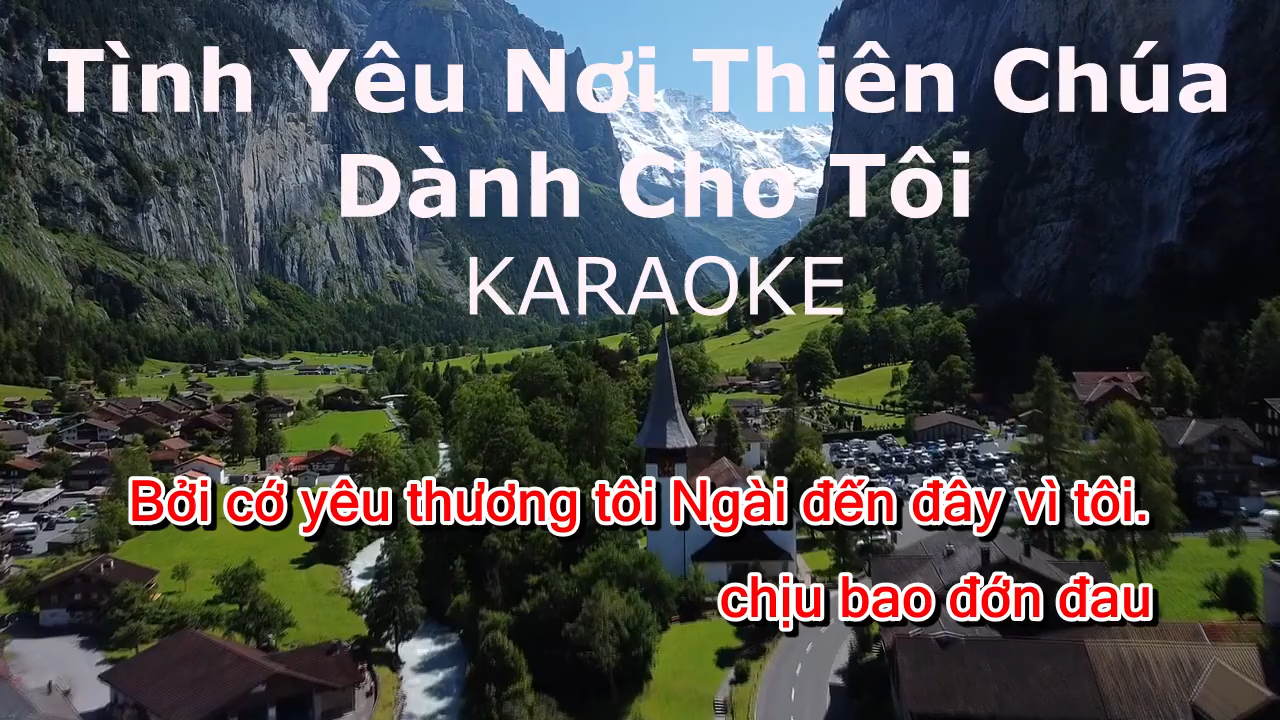 Tình Yêu Nơi Thiên Chúa
Dành Cho Tôi
KARAOKE
Bởi cớ yêu thương tôi Ngài đến đây vì tôi.
chịu bao đớn đau